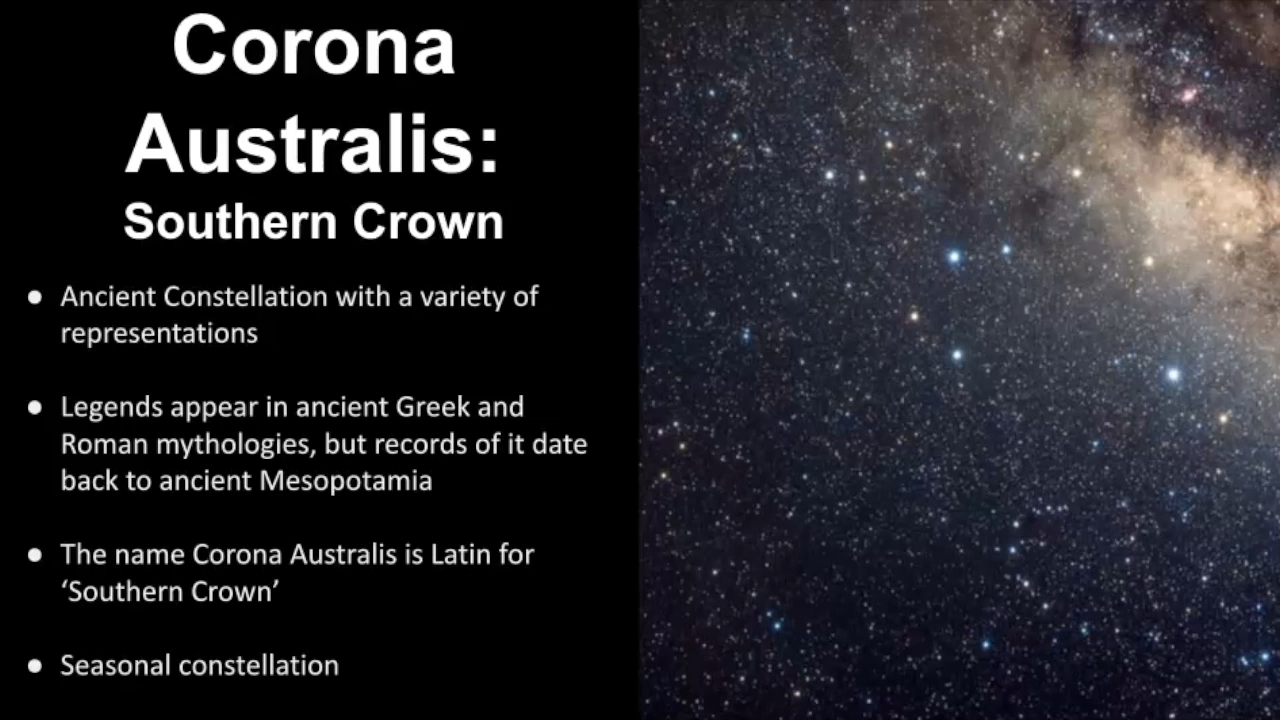 Corona
Australis:
Southern Crown
● Ancient Constellation with a variety of
representations
● Legends appear in ancient Greek and
Roman mythologies, but records of it date
back to ancient Mesopotamia
● The name Corona Australis is Latin for
‘Southern Crown’
● Seasonal constellation